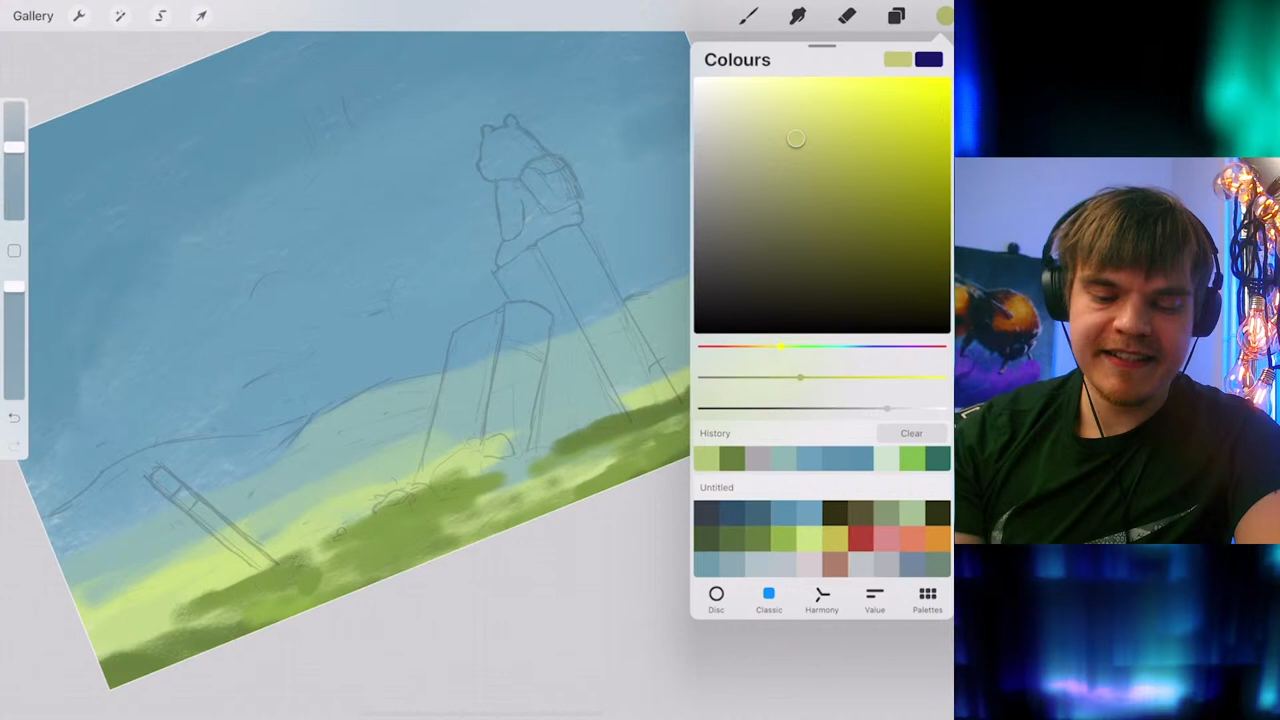 Gallery
Colours
History
Clear
Untitled
Disc
Classic
Harmony
Value
Palettes